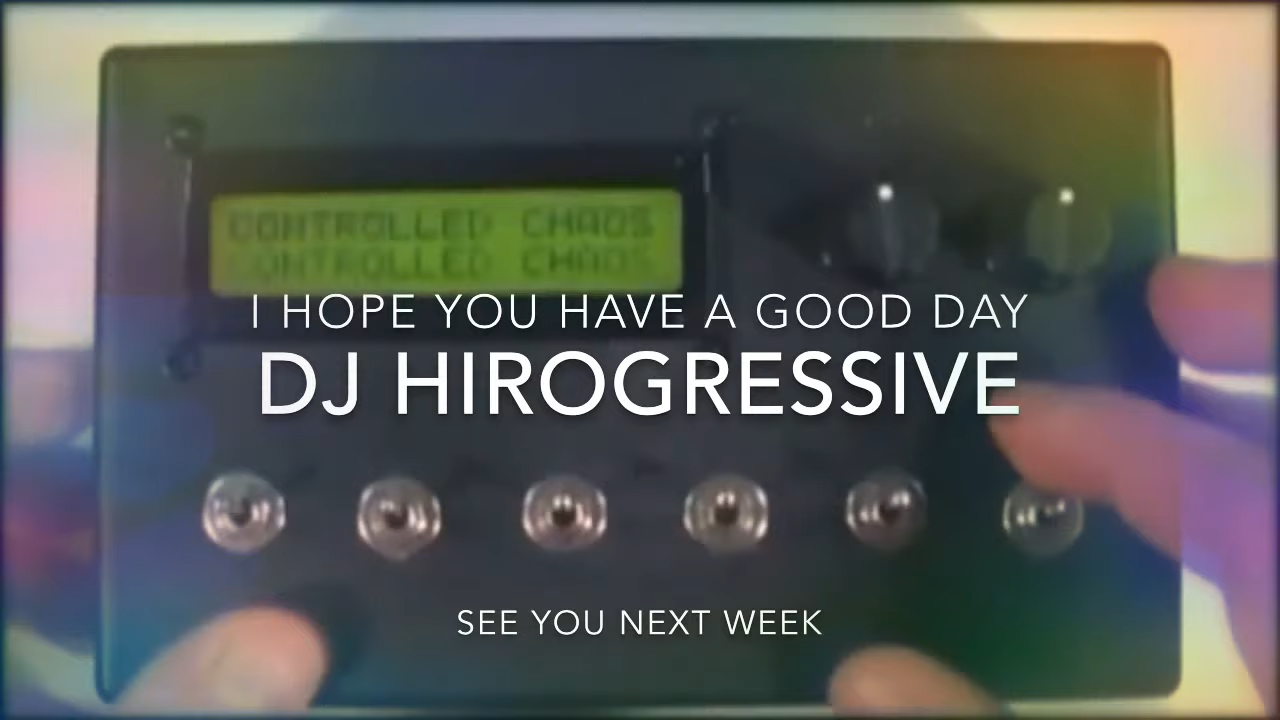 CONTROLLED CHAOS
CONTROLLED CHAOS
I HOPE YOU HAVE A GOOD DAY
DJ HIROGRESSIVE
SEE YOU NEXT WEEK